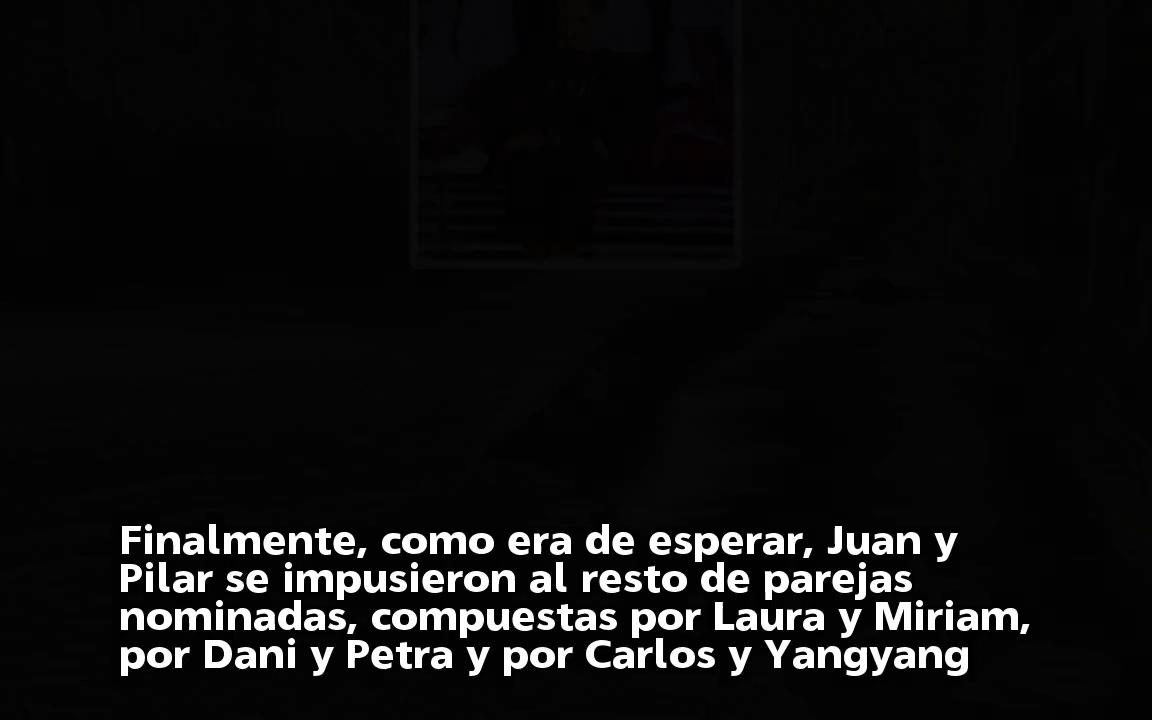 Finalmente, como era de esperar, Juan y
Pilar se impusieron al resto de parejas
nominadas, compuestas por Laura y Miriam,
por Dani y Petra y por Carlos y Yangyang